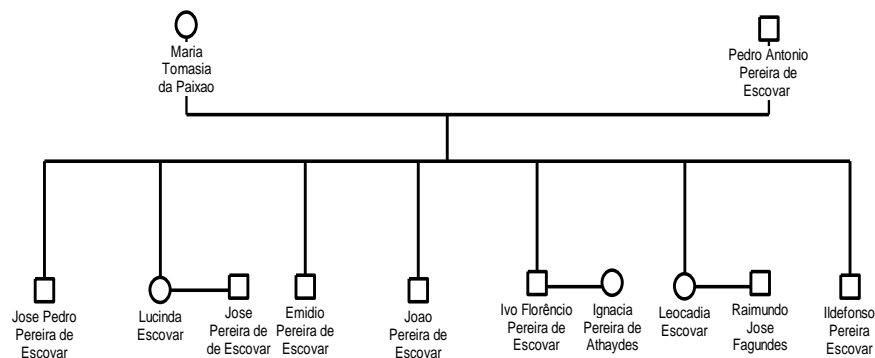 Maria
Tomasia
da Paixao
Pedro Antonio
Pereira de
Escovar
Jose Pedro
Pereira de
Escovar
Lucinda
Escovar
Jose
Pereira de
de Escovar
Emidio
Pereira de
Escovar
Joao
Pereira de
Escovar
Ivo Florêncio
Pereira de
Escovar
Ignacia
Pereira de
Athaydes
Leocadia
Escovar
Raimundo
Jose
Fagundes
Ildefonso
Pereira
Escovar